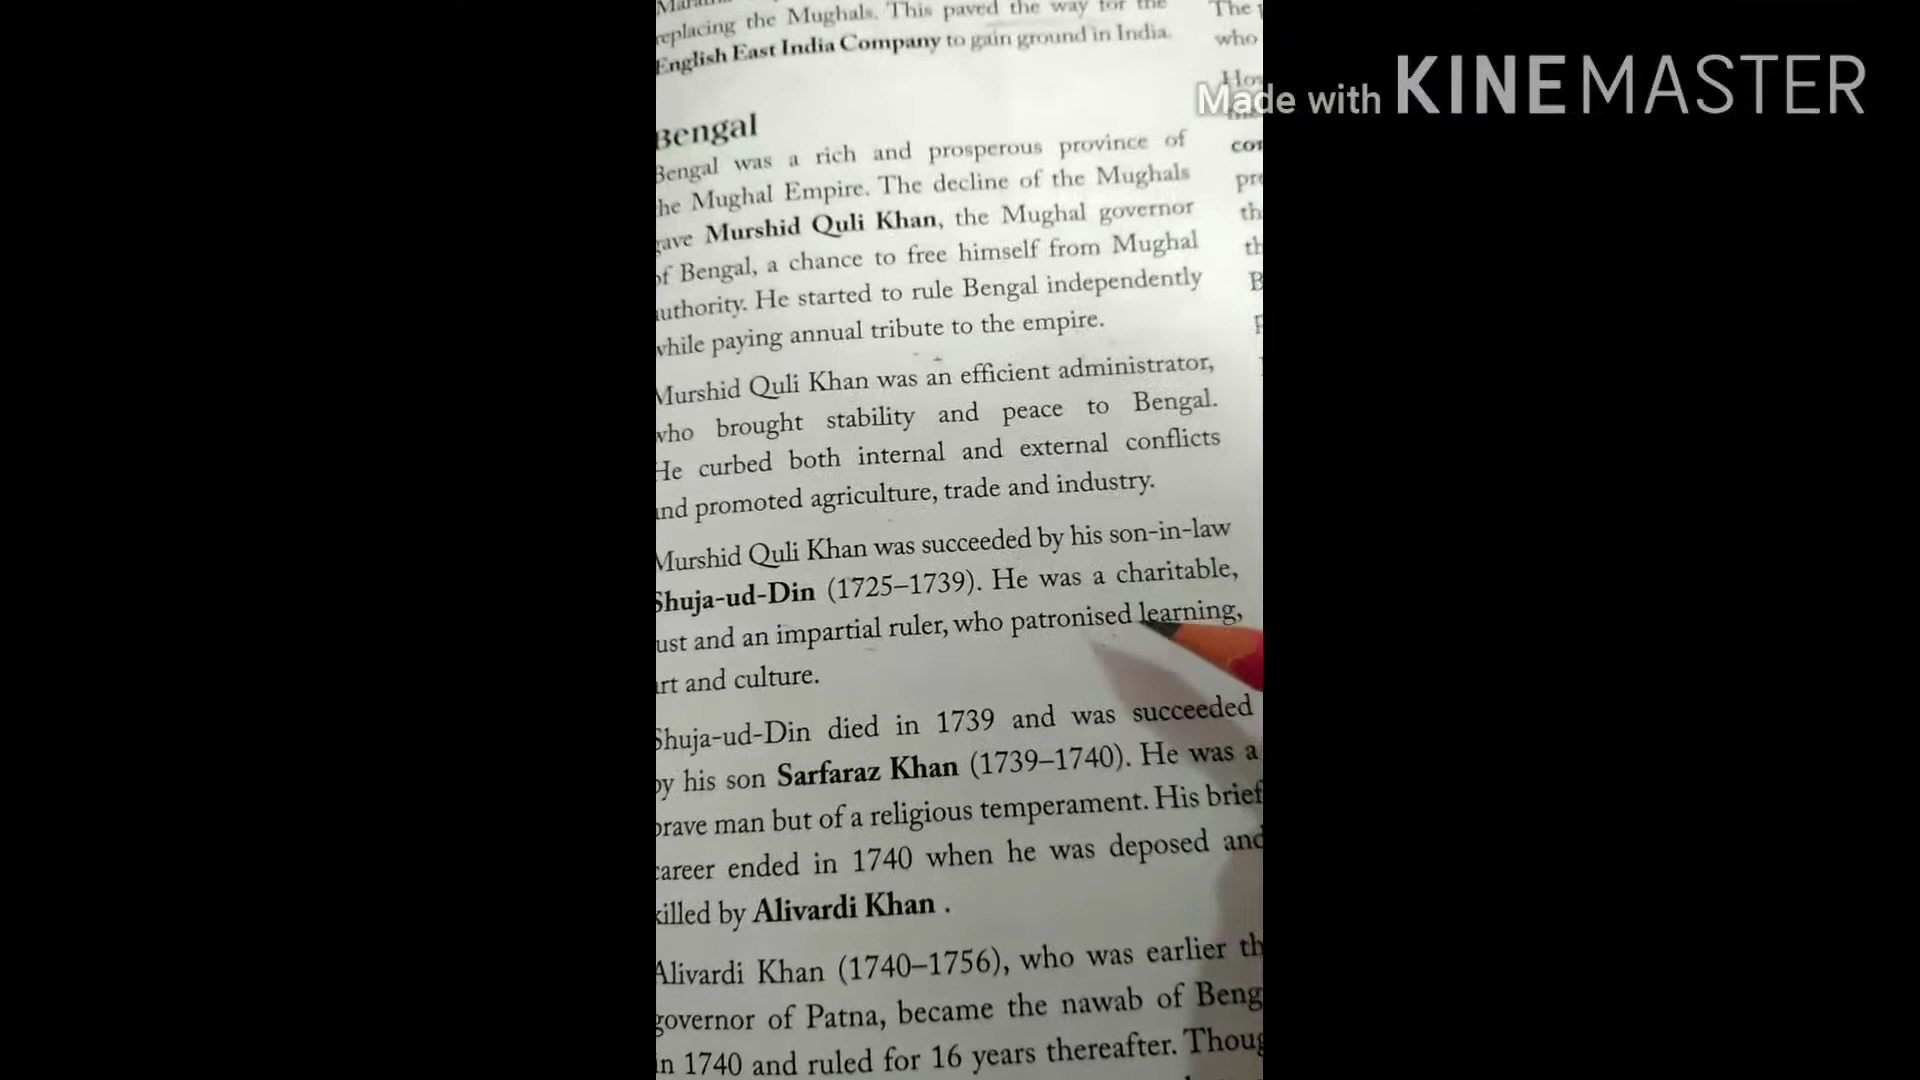 replacing the Mughals. This paved the way for the
English East India Company to gain ground in India.
Bengal
Bengal was a rich and prosperous province of
the Mughal Empire. The decline of the Mughals
gave Murshid Quli Khan, the Mughal governor
of Bengal, a chance to free himself from Mughal
authority. He started to rule Bengal independently
while paying annual tribute to the empire.
Murshid Quli Khan was an efficient administrator,
who brought stability and peace to Bengal.
He curbed both internal and external conflicts
and promoted agriculture, trade and industry.
Murshid Quli Khan was succeeded by his son-in-law
Shuja-ud-Din (1725–1739). He was a charitable,
just and an impartial ruler, who patronised learning,
art and culture.
Shuja-ud-Din died in 1739 and was succeeded
by his son Sarfaraz Khan (1739–1740). He was a
brave man but of a religious temperament. His brief
career ended in 1740 when he was deposed and
killed by Alivardi Khan .
Alivardi Khan (1740–1756), who was earlier th
governor of Patna, became the nawab of Beng
in 1740 and ruled for 16 years thereafter. Thoug
The
who
Made with KINEMASTER